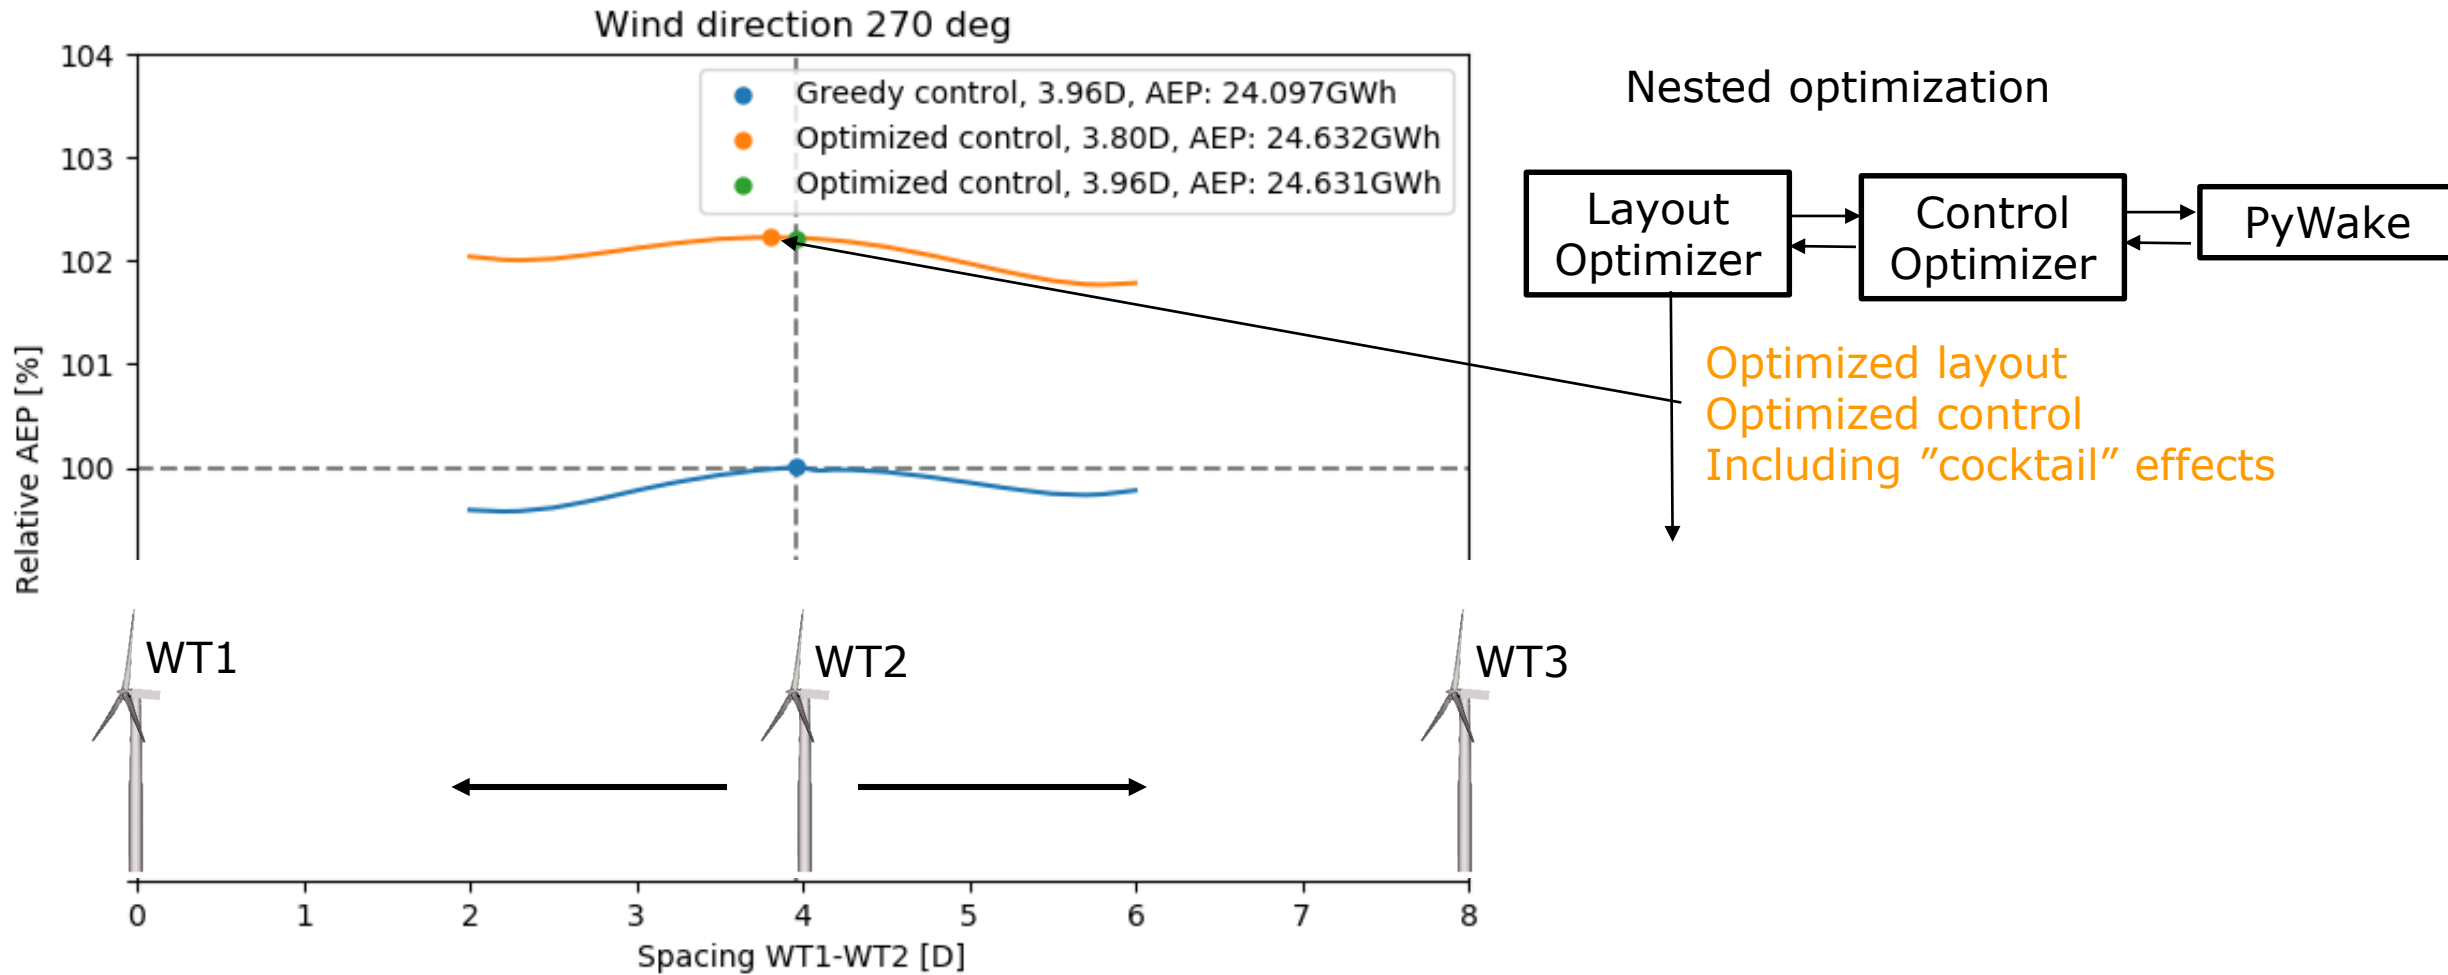 Wind direction 270 deg
104
103
102
101
100
Relative AEP [%]
Greedy control, 3.96D, AEP: 24.097GWh
Optimized control, 3.80D, AEP: 24.632GWh
Optimized control, 3.96D, AEP: 24.631GWh
Nested optimization
Layout
Optimizer
Control
Optimizer
PyWake
Optimized layout
Optimized control
Including ”cocktail” effects
WT1
WT2
WT3
0 1 2 3 4 5 6 7 8
Spacing WT1-WT2 [D]